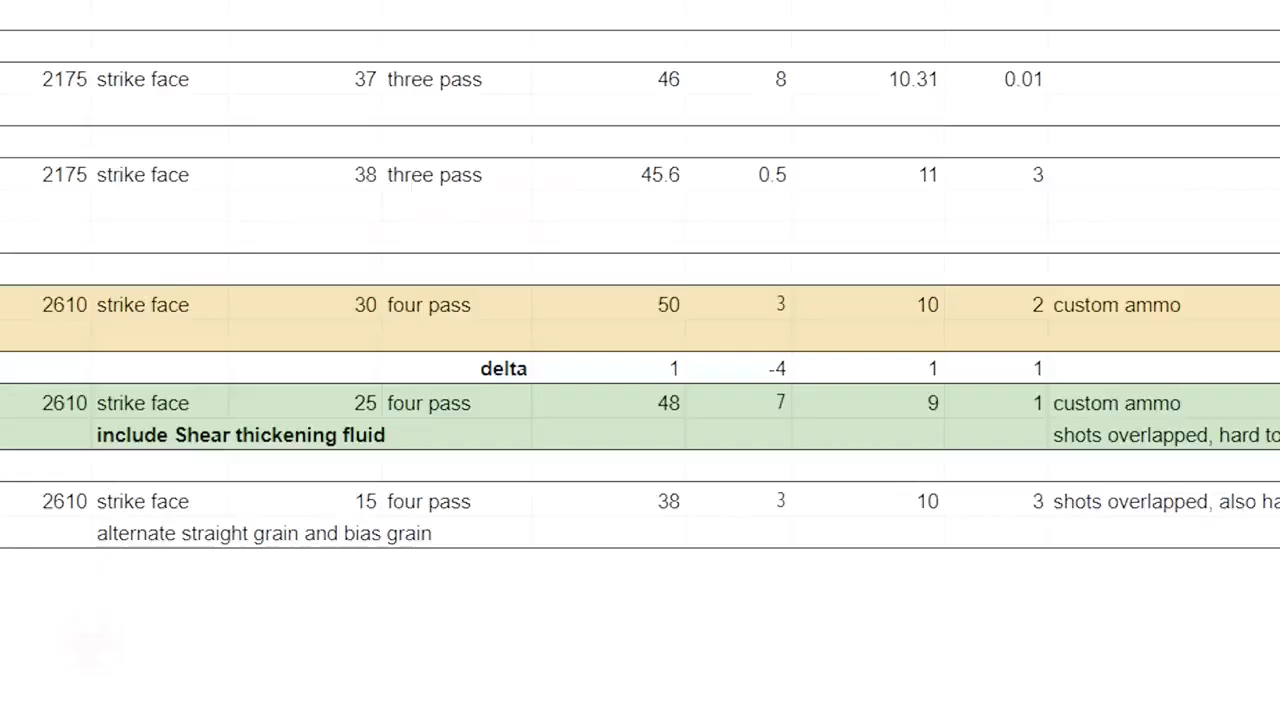 2175 strike face 37 three pass 46 8 10.31 0.01
2175 strike face 38 three pass 45.6 0.5 11 3
2610 strike face 30 four pass 50 3 10 2 custom ammo
delta 1 -4 1 1
2610 strike face 25 four pass 48 7 9 1 custom ammo
include Shear thickening fluid shots overlapped, hard to
2610 strike face 15 four pass 38 3 10 3 shots overlapped, also ha
alternate straight grain and bias grain